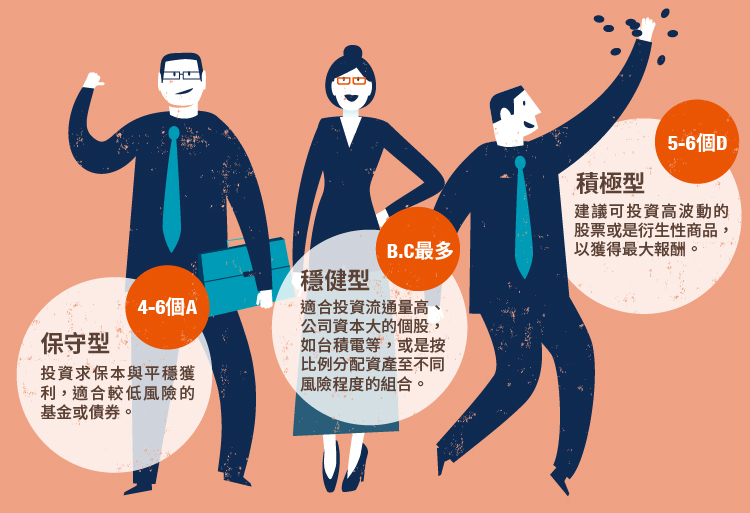 4-6個A
保守型
投資求保本與平穩獲
利，適合較低風險的
基金或債券。
B.C最多
穩健型
適合投資流通量高、
公司資本大的個股，
如台積電等，或是按
比例分配資產至不同
風險程度的組合。
5-6個D
積極型
建議可投資高波動的
股票或是衍生性商品，
以獲得最大報酬。